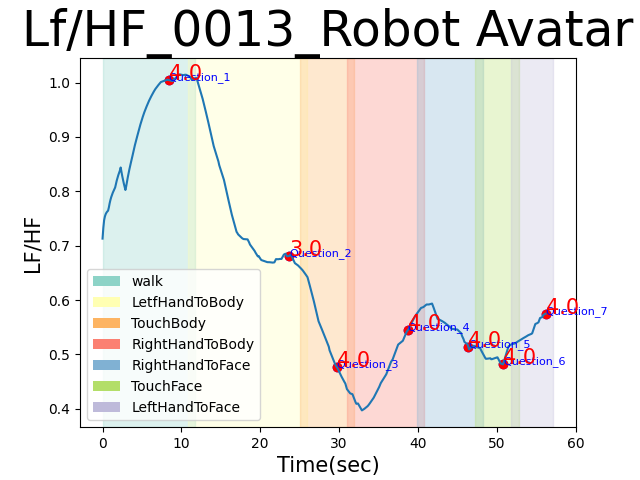 Lf/HF_0013_Robot Avatar
LF/HF
1.0
0.9
0.8
0.7
0.6
0.5
0.4
4.0
Question_1
3.0
Question_2
4.0
Question_3
4.0
Question_4
4.0
Question_5
4.0
Question_6
4.0
Question_7
walk
LetfHandToBody
TouchBody
RightHandToBody
RightHandToFace
TouchFace
LeftHandToFace
0 10 20 30 40 50 60
Time(sec)